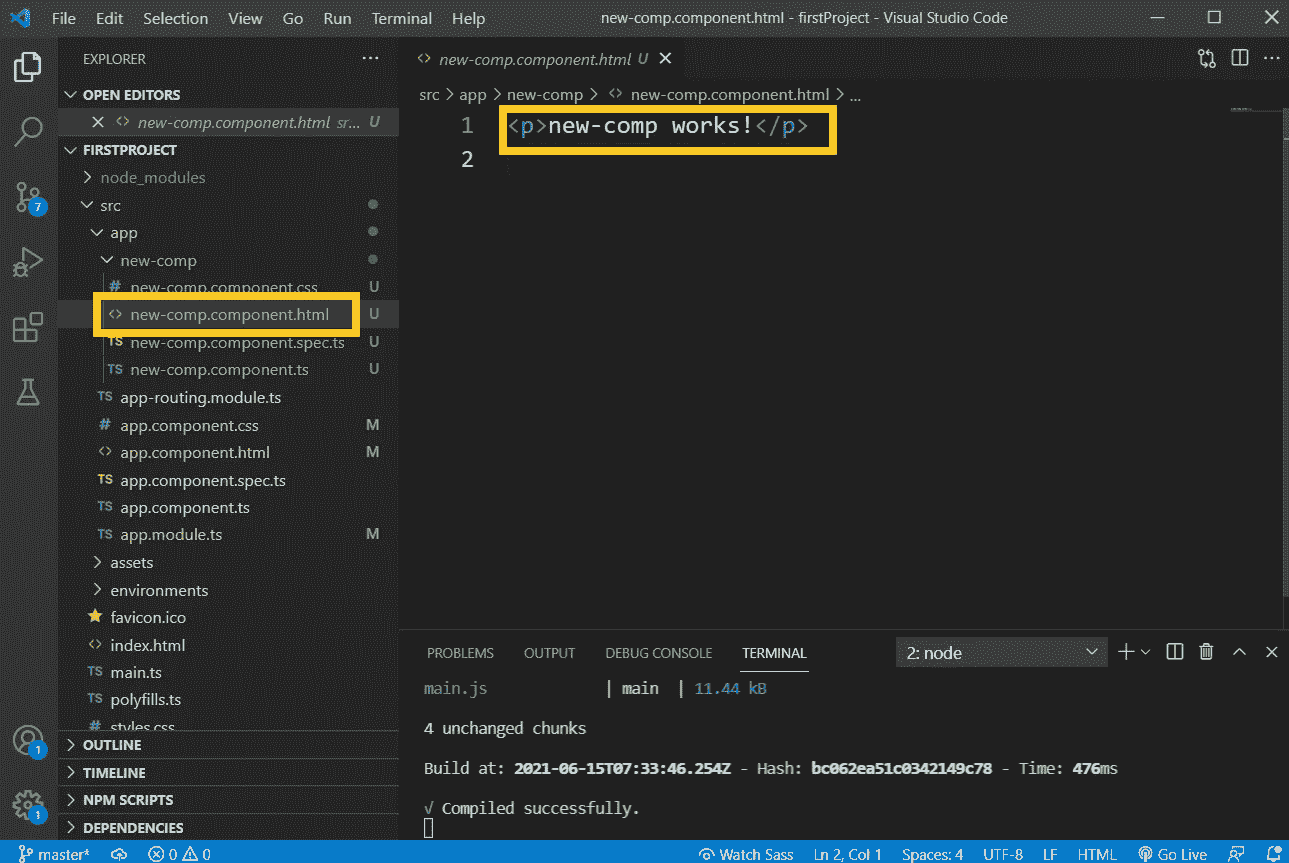 File Edit Selection View Go Run Terminal Help new-comp.component.html - firstProject - Visual Studio Code
EXPLORER
OPEN EDITORS
new-comp.component.html sr... U
FIRSTPROJECT
node_modules
src
app
new-comp
# new-comp.component.css U
<> new-comp.component.html U
TS new-comp.component.spec.ts U
TS new-comp.component.ts U
TS app-routing.module.ts
# app.component.css M
<> app.component.html M
TS app.component.spec.ts
TS app.component.ts
TS app.module.ts M
assets
environments
favicon.ico
<> index.html
TS main.ts
TS polyfills.ts
# styles.css
OUTLINE
TIMELINE
NPM SCRIPTS
DEPENDENCIES
7
1
1
<> new-comp.component.html U
src > app > new-comp > <> new-comp.component.html > ...
1 <p>new-comp works!</p>
2
PROBLEMS OUTPUT DEBUG CONSOLE TERMINAL 2: node
main.js | main | 11.44 kB
4 unchanged chunks
Build at: 2021-06-15T07:33:46.254Z - Hash: bc062ea51c0342149c78 - Time: 476ms
√ Compiled successfully.
master* 0 0 Watch Sass Ln 2, Col 1 Spaces: 4 UTF-8 LF HTML Go Live